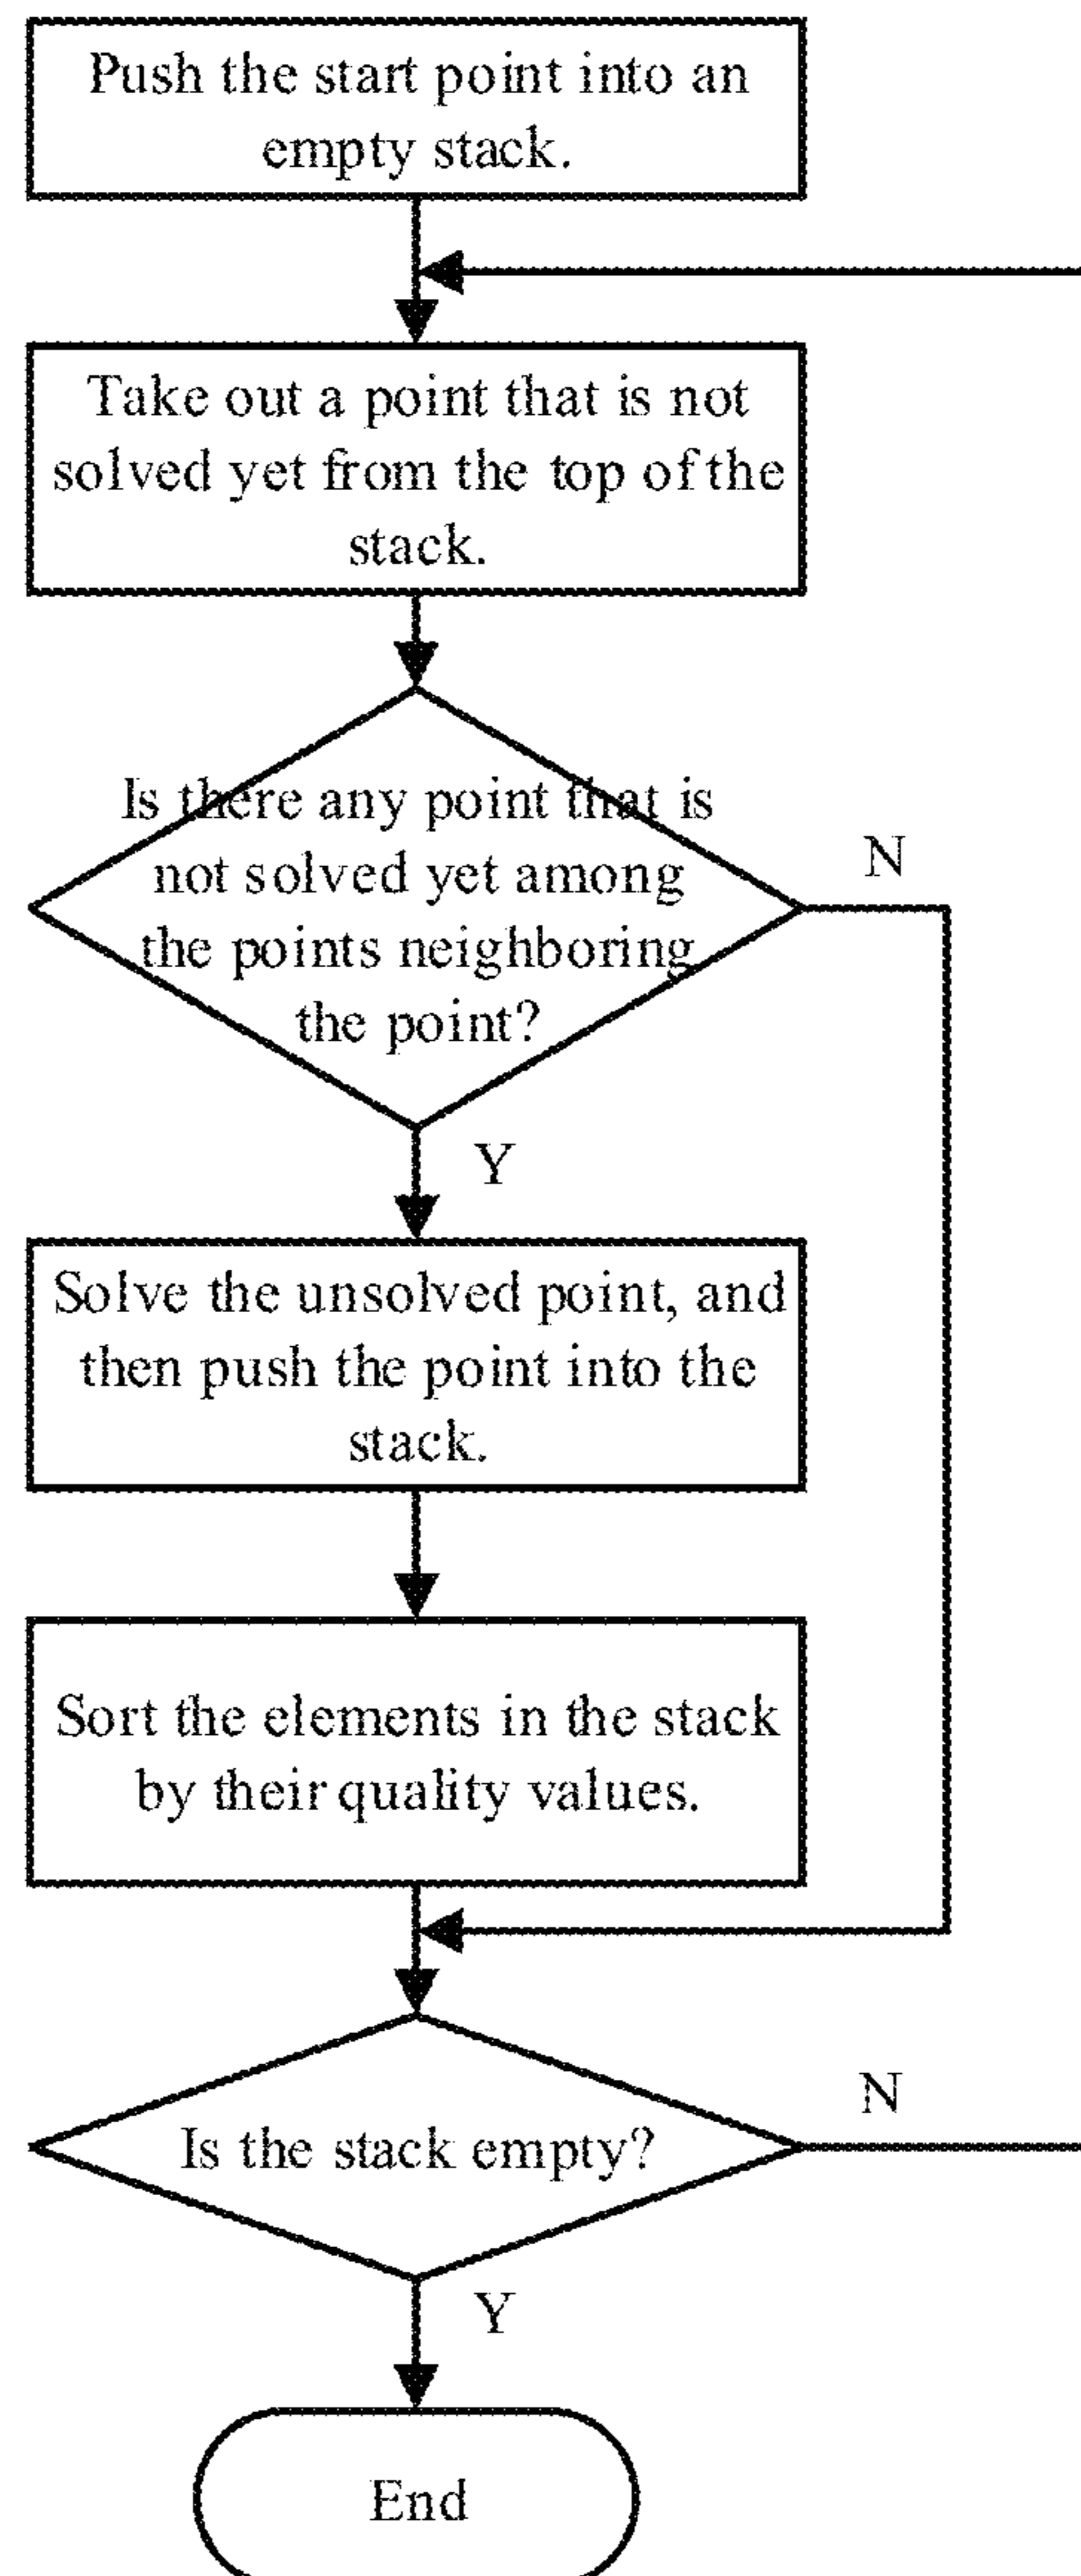 Push the start point into an
empty stack.
Take out a point that is not
solved yet from the top of the
stack.
Is there any point that is
not solved yet among
the points neighboring
the point?
N
Y
Solve the unsolved point, and
then push the point into the
stack.
Sort the elements in the stack
by their quality values.
Is the stack empty?
N
Y
End